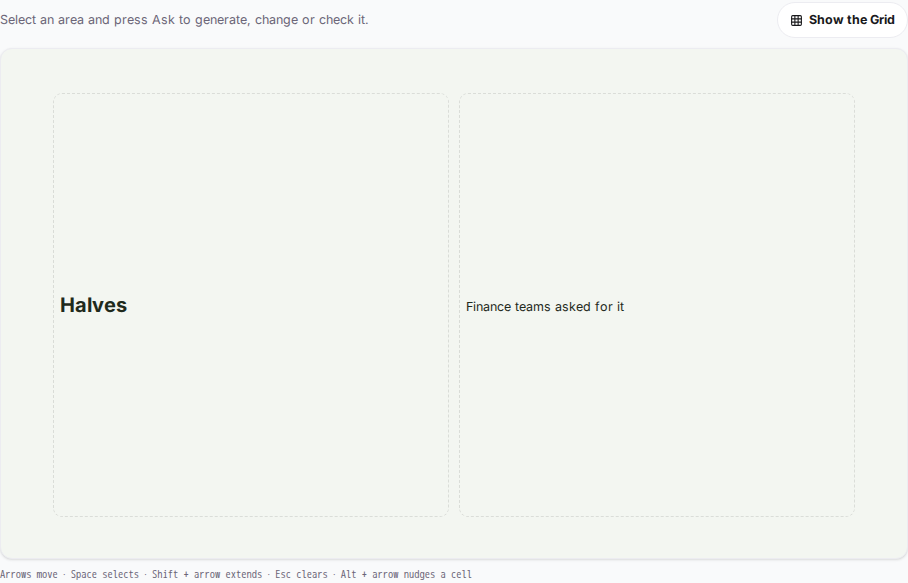 Select an area and press Ask to generate, change or check it.
Show the Grid
Halves
Finance teams asked for it
Arrows move · Space selects · Shift + arrow extends · Esc clears · Alt + arrow nudges a cell